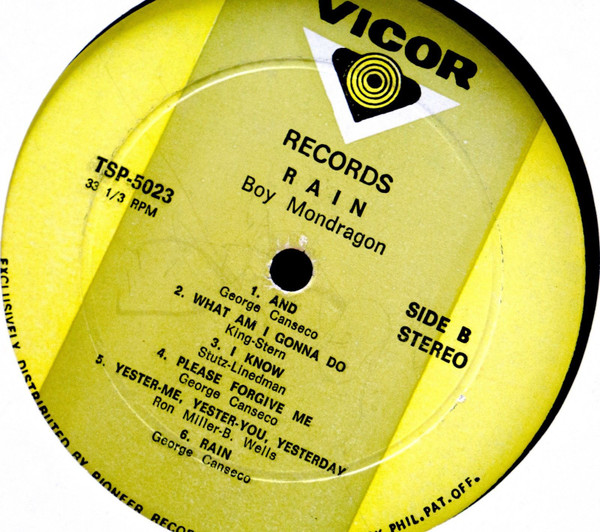 VICOR
RECORDS
RAIN
Boy Mondragon
TSP-5023
33 1/3 RPM
SIDE B
STEREO
1. AND
George Canseco
2. WHAT AM I GONNA DO
King-Stern
3. I KNOW
Stutz-Linedman
4. PLEASE FORGIVE ME
George Canseco
5. YESTER-ME, YESTER-YOU, YESTERDAY
Ron Miller-B. Wells
6. RAIN
George Canseco
EXCLUSIVELY DISTRIBUTED BY PIONEER
PHIL. PAT. OFF.